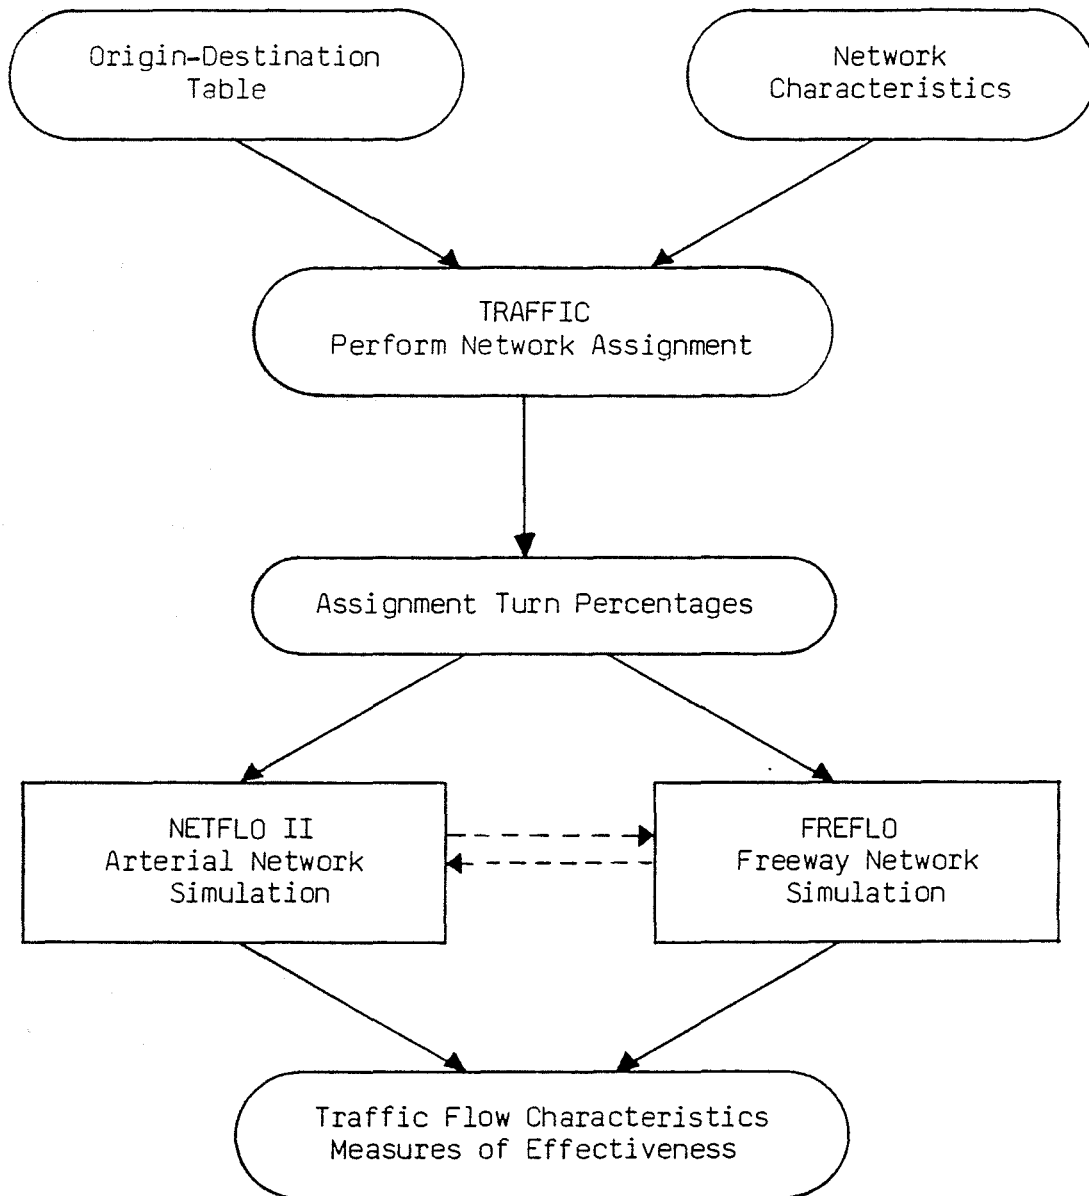 Origin-Destination
Table
Network
Characteristics
TRAFFIC
Perform Network Assignment
Assignment Turn Percentages
NETFLO II
Arterial Network
Simulation
FREFLO
Freeway Network
Simulation
Traffic Flow Characteristics
Measures of Effectiveness